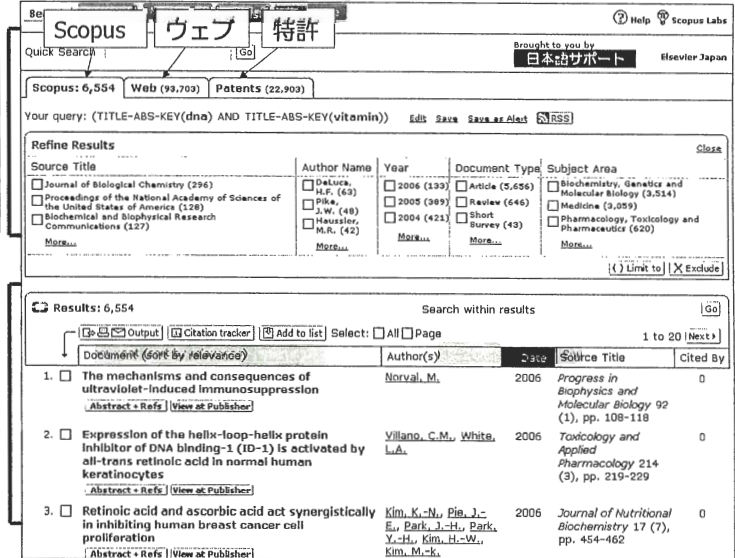 Scopus ウェブ 特許
Help Scopus Labs
Quick Search Go
Brought to you by
日本語サポート Elsevier Japan
Scopus: 6,554 Web (93,703) Patents (22,903)
Your query: (TITLE-ABS-KEY(dna) AND TITLE-ABS-KEY(vitamin)) Edit Save Save as Alert RSS
Refine Results Close
Source Title Author Name Year Document Type Subject Area
Journal of Biological Chemistry (296)
Proceedings of the National Academy of Sciences of
the United States of America (128)
Biochemical and Biophysical Research
Communications (127)
More...
DeLuca,
H.F. (63)
Pike,
J.W. (48)
Haussler,
M.R. (42)
More...
2006 (133)
2005 (389)
2004 (421)
More...
Article (5,656)
Review (646)
Short
Survey (43)
More...
Biochemistry, Genetics and
Molecular Biology (3,514)
Medicine (3,059)
Pharmacology, Toxicology and
Pharmaceutics (620)
More...
Limit to Exclude
Results: 6,554 Search within results Go
Output Citation tracker Add to list Select: All Page 1 to 20 Next
Document (sort by relevance) Author(s) Date Source Title Cited By
1. The mechanisms and consequences of
ultraviolet-induced immunosuppression
Abstract + Refs View at Publisher
Norval, M.
2006
Progress in
Biophysics and
Molecular Biology 92
(1), pp. 108-118
0
2. Expression of the helix-loop-helix protein
inhibitor of DNA binding-1 (ID-1) is activated by
all-trans retinoic acid in normal human
keratinocytes
Abstract + Refs View at Publisher
Villano, C.M., White,
L.A.
2006
Toxicology and
Applied
Pharmacology 214
(3), pp. 219-229
0
3. Retinoic acid and ascorbic acid act synergistically
in inhibiting human breast cancer cell
proliferation
Abstract + Refs View at Publisher
Kim, K.-N., Pie, J.-
E., Park, J.-H., Park,
Y.-H., Kim, H.-W.,
Kim, M.-k.
2006
Journal of Nutritional
Biochemistry 17 (7),
pp. 454-462
0